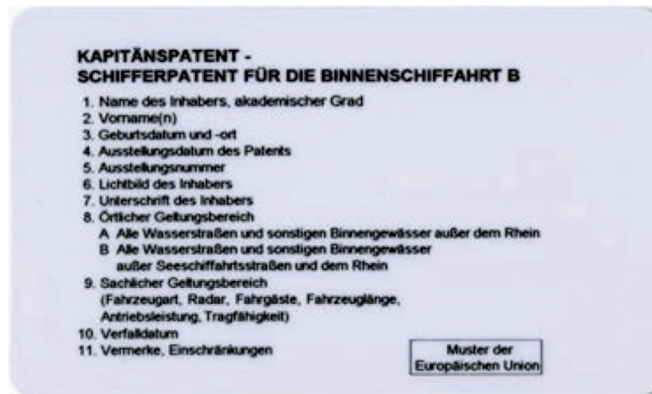 KAPITÄNSPATENT -
SCHIFFERPATENT FÜR DIE BINNENSCHIFFAHRT B
1. Name des Inhabers, akademischer Grad
2. Vorname(n)
3. Geburtsdatum und -ort
4. Ausstellungsdatum des Patents
5. Ausstellungsnummer
6. Lichtbild des Inhabers
7. Unterschrift des Inhabers
8. Örtlicher Geltungsbereich
A Alle Wasserstraßen und sonstigen Binnengewässer außer dem Rhein
B Alle Wasserstraßen und sonstigen Binnengewässer
außer Seeschiffahrtsstraßen und dem Rhein
9. Sachlicher Geltungsbereich
(Fahrzeugart, Radar, Fahrgäste, Fahrzeuglänge,
Antriebsleistung, Tragfähigkeit)
10. Verfalldatum
11. Vermerke, Einschränkungen
Muster der
Europäischen Union